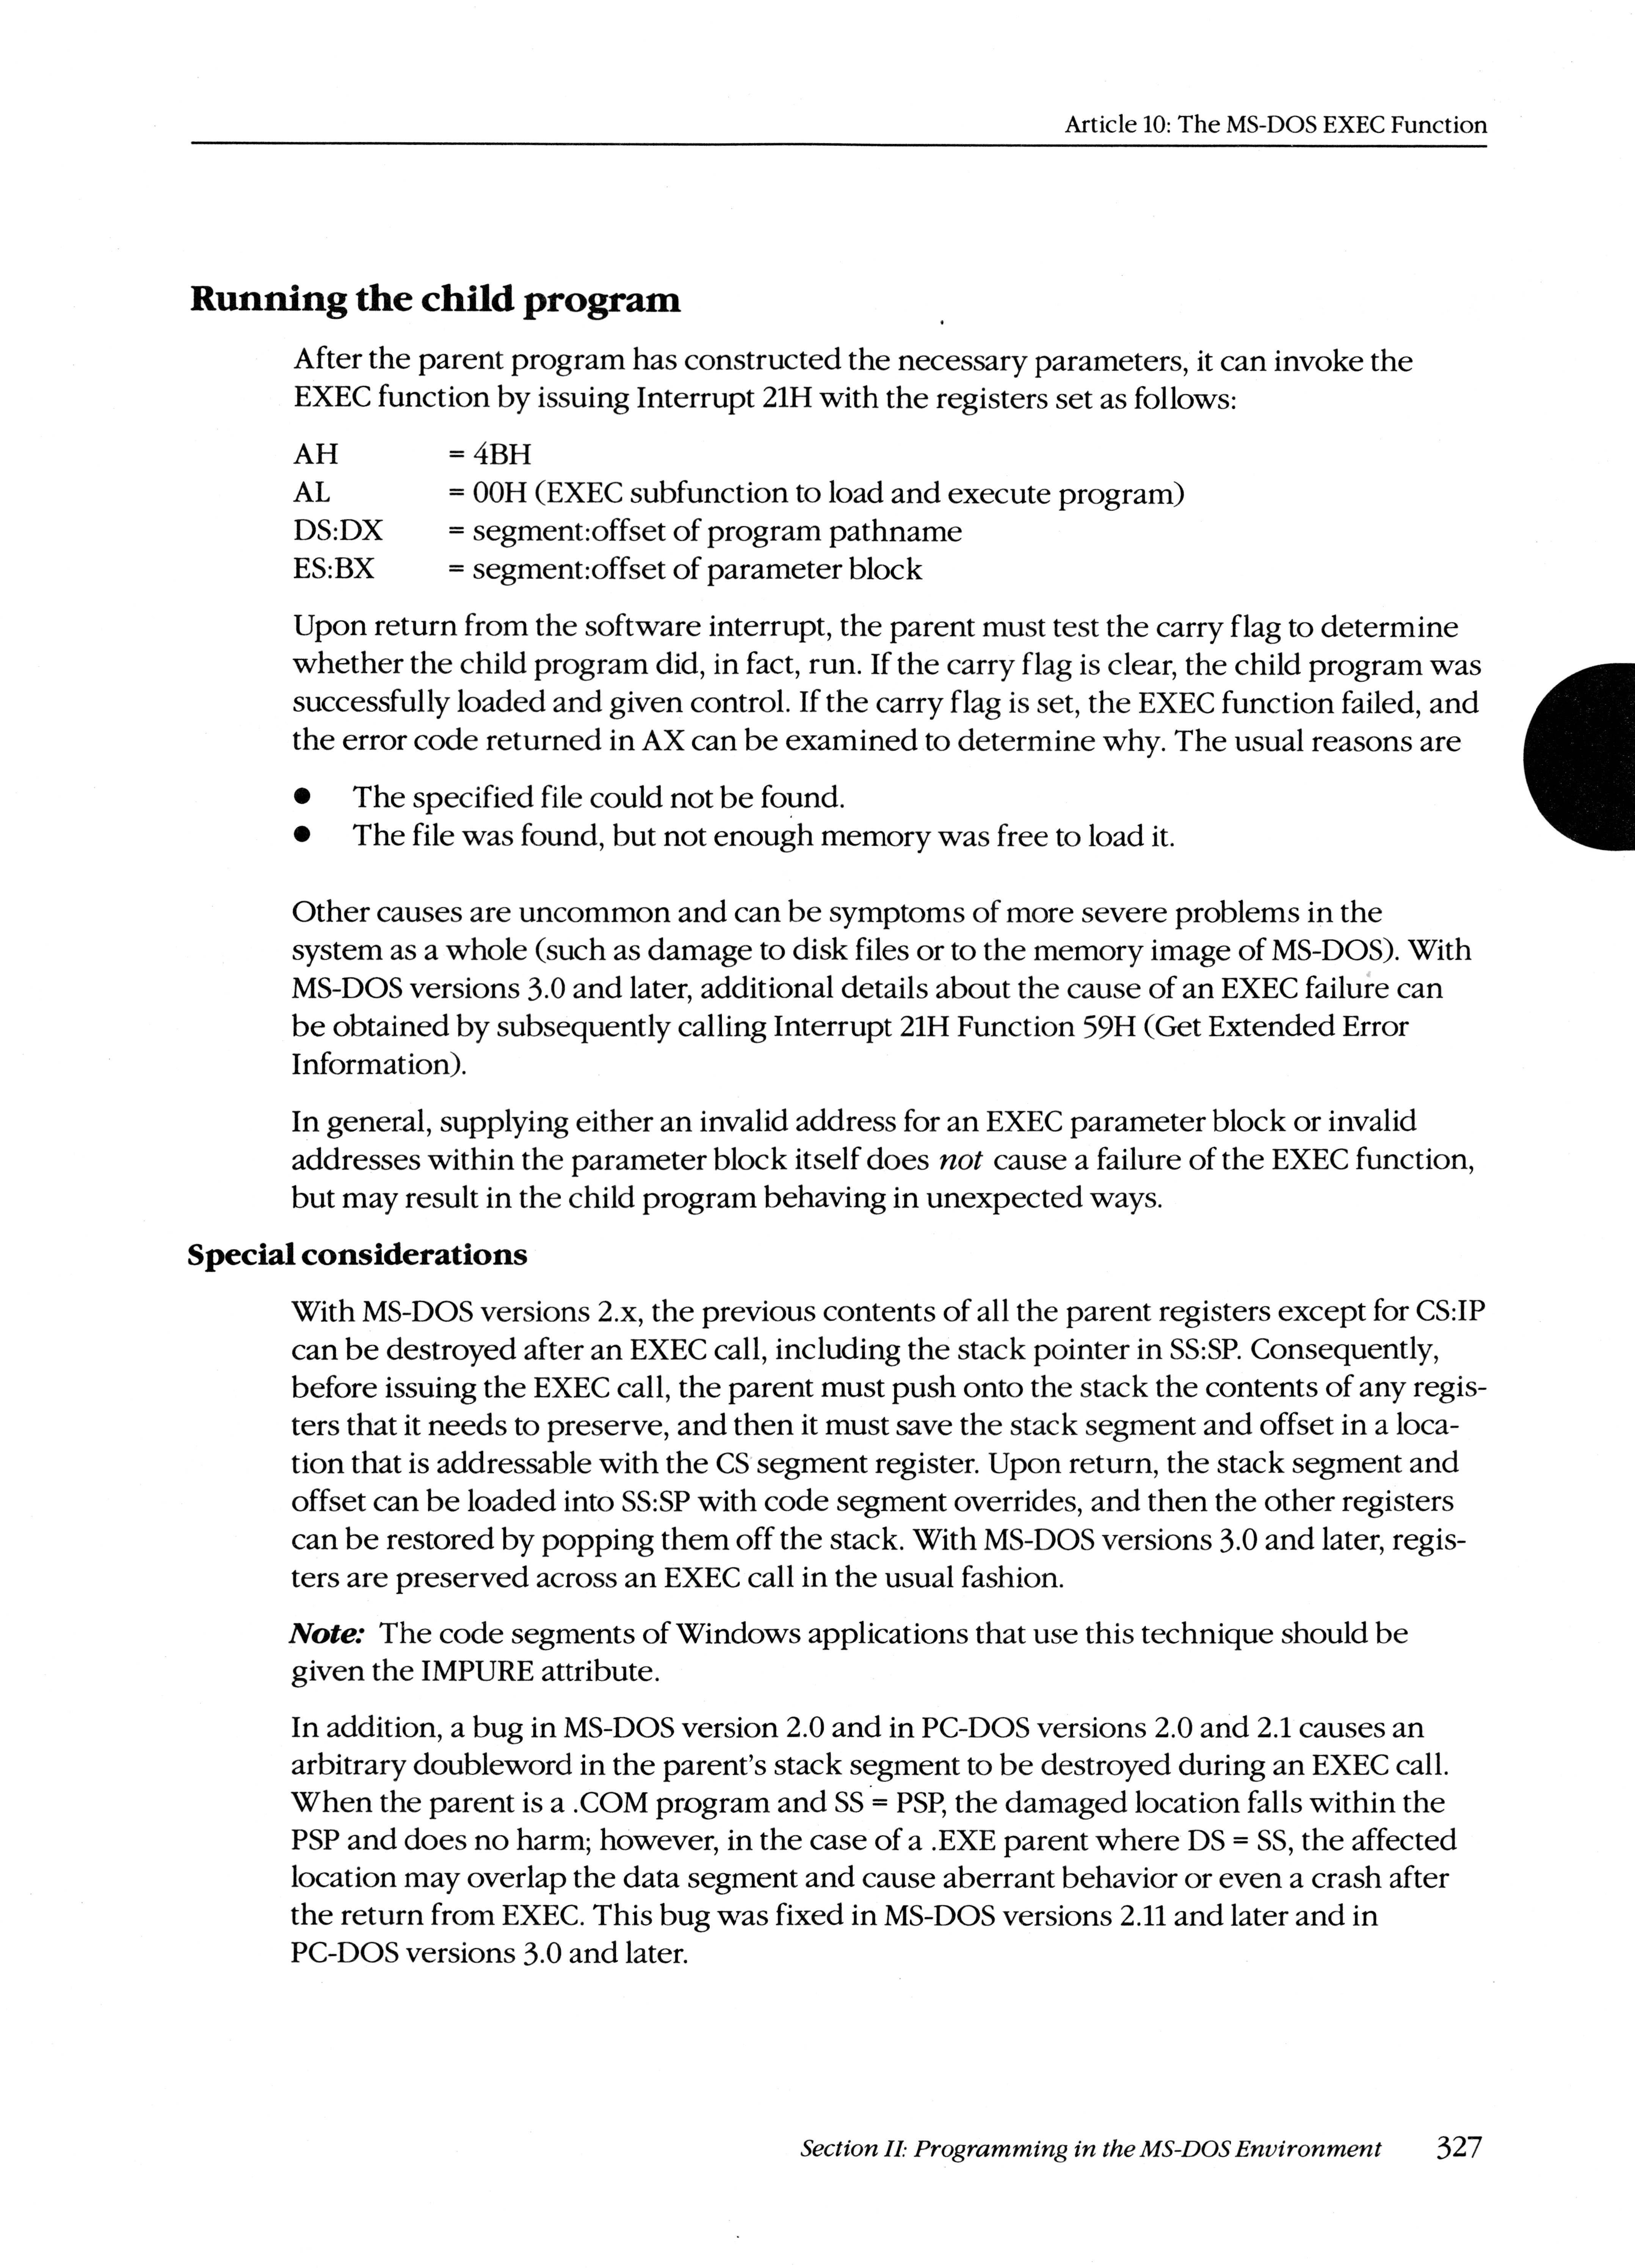 Article 10: The MS-DOS EXEC Function
Running the child program
After the parent program has constructed the necessary parameters, it can invoke the
EXEC function by issuing Interrupt 21H with the registers set as follows:
AH = 4BH
AL = 00H (EXEC subfunction to load and execute program)
DS:DX = segment:offset of program pathname
ES:BX = segment:offset of parameter block
Upon return from the software interrupt, the parent must test the carry flag to determine
whether the child program did, in fact, run. If the carry flag is clear, the child program was
successfully loaded and given control. If the carry flag is set, the EXEC function failed, and
the error code returned in AX can be examined to determine why. The usual reasons are
● The specified file could not be found.
● The file was found, but not enough memory was free to load it.
Other causes are uncommon and can be symptoms of more severe problems in the
system as a whole (such as damage to disk files or to the memory image of MS-DOS). With
MS-DOS versions 3.0 and later, additional details about the cause of an EXEC failure can
be obtained by subsequently calling Interrupt 21H Function 59H (Get Extended Error
Information).
In general, supplying either an invalid address for an EXEC parameter block or invalid
addresses within the parameter block itself does not cause a failure of the EXEC function,
but may result in the child program behaving in unexpected ways.
Special considerations
With MS-DOS versions 2.x, the previous contents of all the parent registers except for CS:IP
can be destroyed after an EXEC call, including the stack pointer in SS:SP. Consequently,
before issuing the EXEC call, the parent must push onto the stack the contents of any regis-
ters that it needs to preserve, and then it must save the stack segment and offset in a loca-
tion that is addressable with the CS segment register. Upon return, the stack segment and
offset can be loaded into SS:SP with code segment overrides, and then the other registers
can be restored by popping them off the stack. With MS-DOS versions 3.0 and later, regis-
ters are preserved across an EXEC call in the usual fashion.
Note: The code segments of Windows applications that use this technique should be
given the IMPURE attribute.
In addition, a bug in MS-DOS version 2.0 and in PC-DOS versions 2.0 and 2.1 causes an
arbitrary doubleword in the parent's stack segment to be destroyed during an EXEC call.
When the parent is a .COM program and SS = PSP, the damaged location falls within the
PSP and does no harm; however, in the case of a .EXE parent where DS = SS, the affected
location may overlap the data segment and cause aberrant behavior or even a crash after
the return from EXEC. This bug was fixed in MS-DOS versions 2.11 and later and in
PC-DOS versions 3.0 and later.
Section II: Programming in the MS-DOS Environment 327